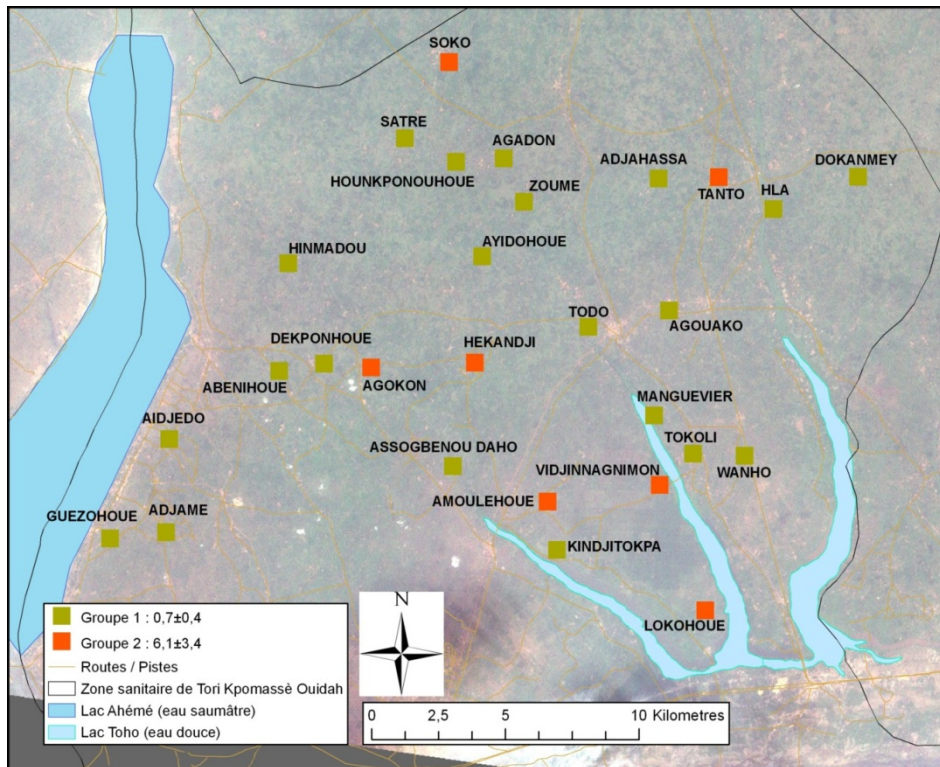 SOKO
SATRE
AGADON
HOUNKPONOUHOUE
ADJAHASSA
DOKANMEY
ZOUME
TANTO
HLA
HINMADOU
AYIDOHOUE
TODO
AGOUAKO
DEKPONHOUE
HEKANDJI
ABENIHOUE
AGOKON
MANGUEVIER
AIDJEDO
ASSOGBENOU DAHO
TOKOLI
VIDJINNAGNIMON
WANHO
AMOULEHOUE
GUEZOHOUE
ADJAME
KINDJITOKPA
LOKOHOUE
Groupe 1 : 0,7±0,4
Groupe 2 : 6,1±3,4
Routes / Pistes
Zone sanitaire de Tori Kpomassè Ouidah
Lac Ahémé (eau saumâtre)
Lac Toho (eau douce)
N
0 2,5 5 10 Kilometres